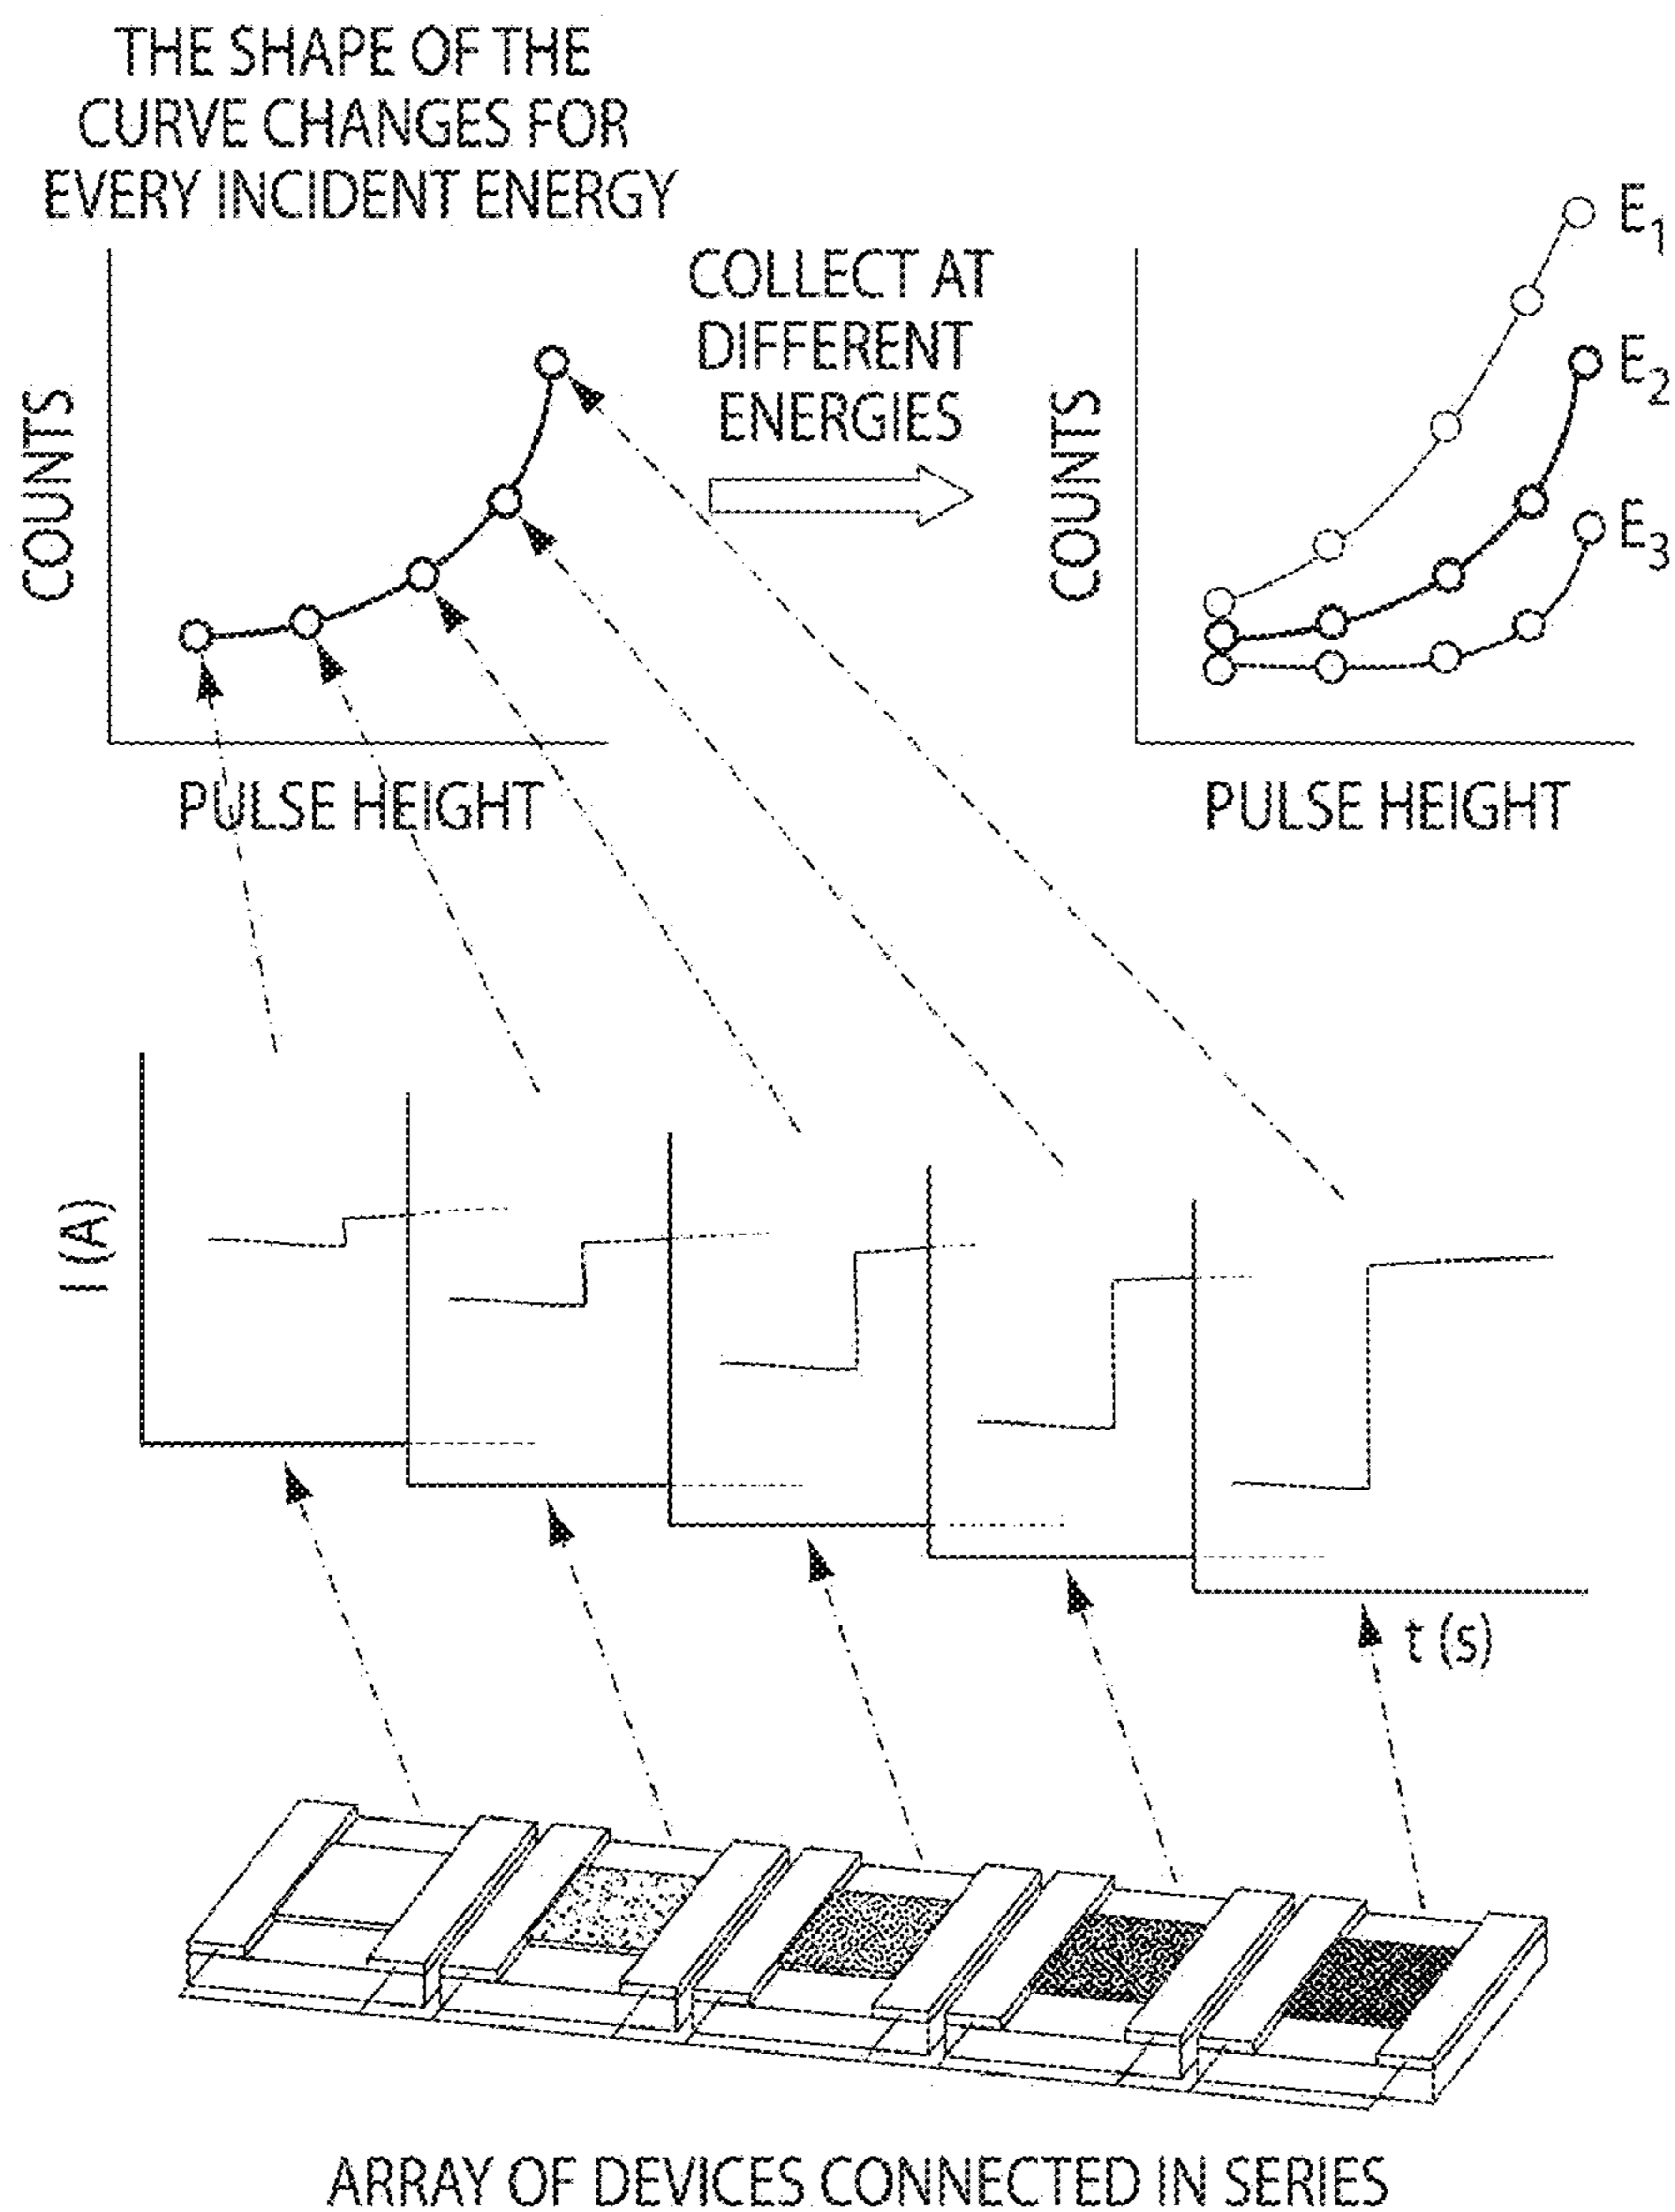 THE SHAPE OF THE
CURVE CHANGES FOR
EVERY INCIDENT ENERGY
COUNTS
PULSE HEIGHT
COLLECT AT
DIFFERENT
ENERGIES
COUNTS
E1
E2
E3
PULSE HEIGHT
I (A)
t (s)
ARRAY OF DEVICES CONNECTED IN SERIES